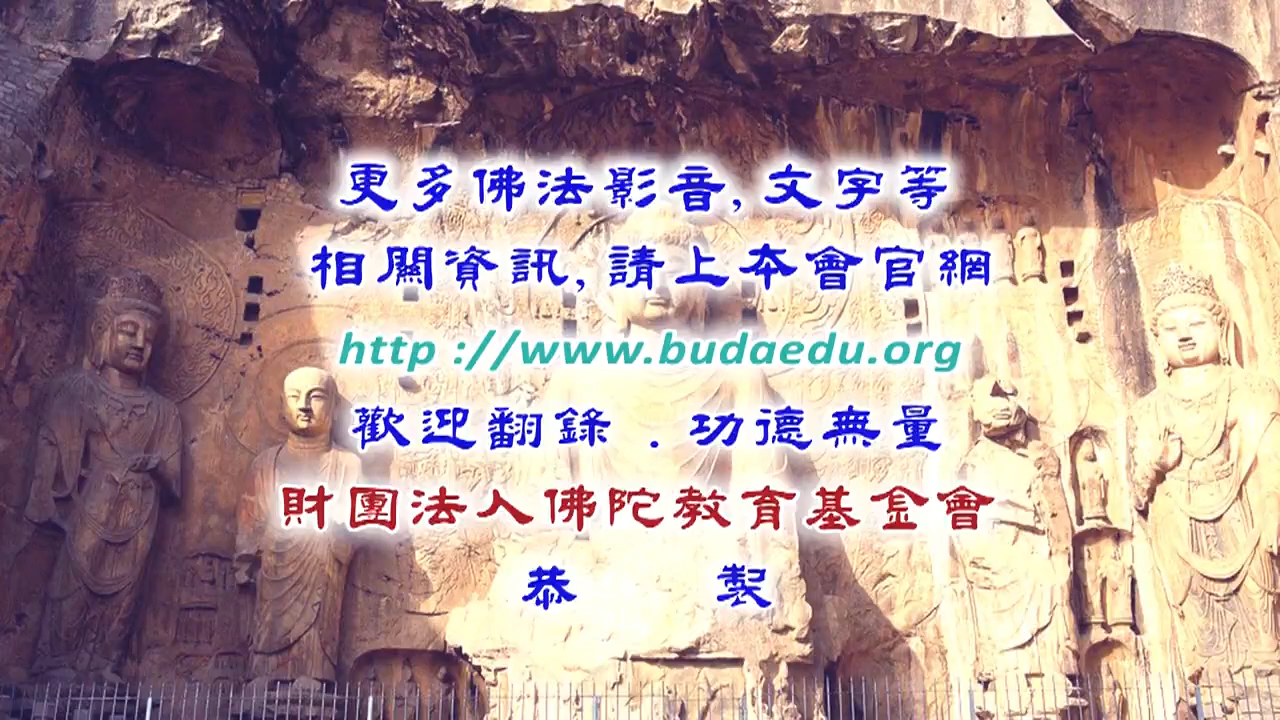 更多佛法影音,文字等
相關資訊,請上本會官網
http ://www.budaedu.org
歡迎翻錄 . 功德無量
財團法人佛陀教育基金會
恭 製